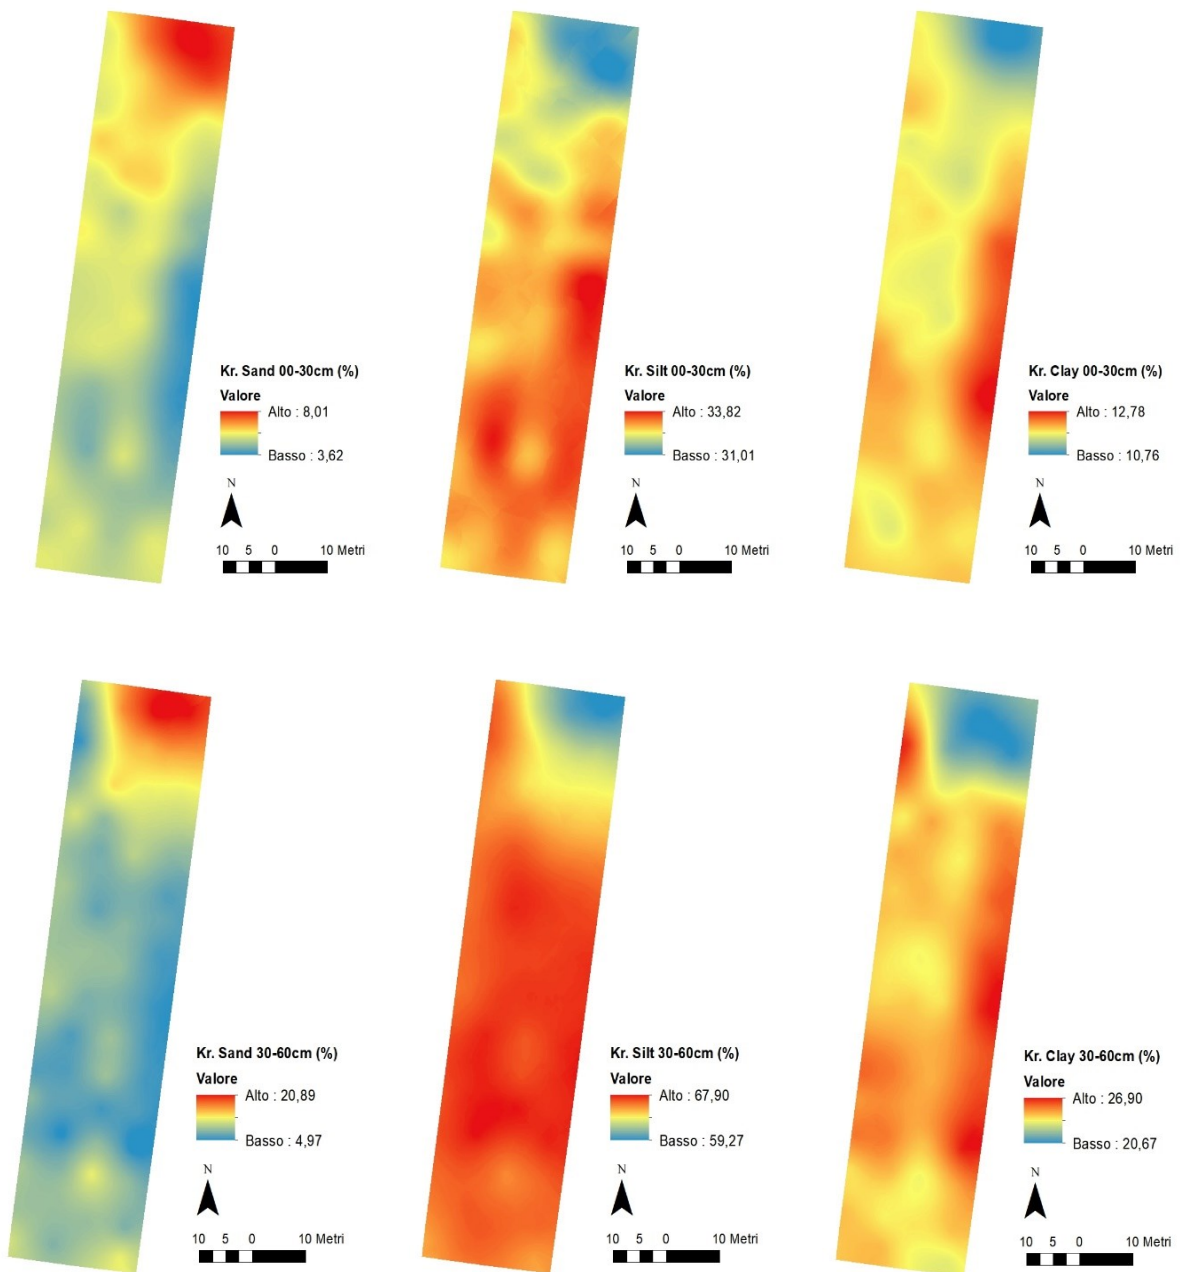 Kr. Sand 00-30cm (%)
Valore
Alto : 8,01
Basso : 3,62
N
10 5 0 10 Metri
Kr. Silt 00-30cm (%)
Valore
Alto : 33,82
Basso : 31,01
N
10 5 0 10 Metri
Kr. Clay 00-30cm (%)
Valore
Alto : 12,78
Basso : 10,76
N
10 5 0 10 Metri
Kr. Sand 30-60cm (%)
Valore
Alto : 20,89
Basso : 4,97
N
10 5 0 10 Metri
Kr. Silt 30-60cm (%)
Valore
Alto : 67,90
Basso : 59,27
N
10 5 0 10 Metri
Kr. Clay 30-60cm (%)
Valore
Alto : 26,90
Basso : 20,67
N
10 5 0 10 Metri